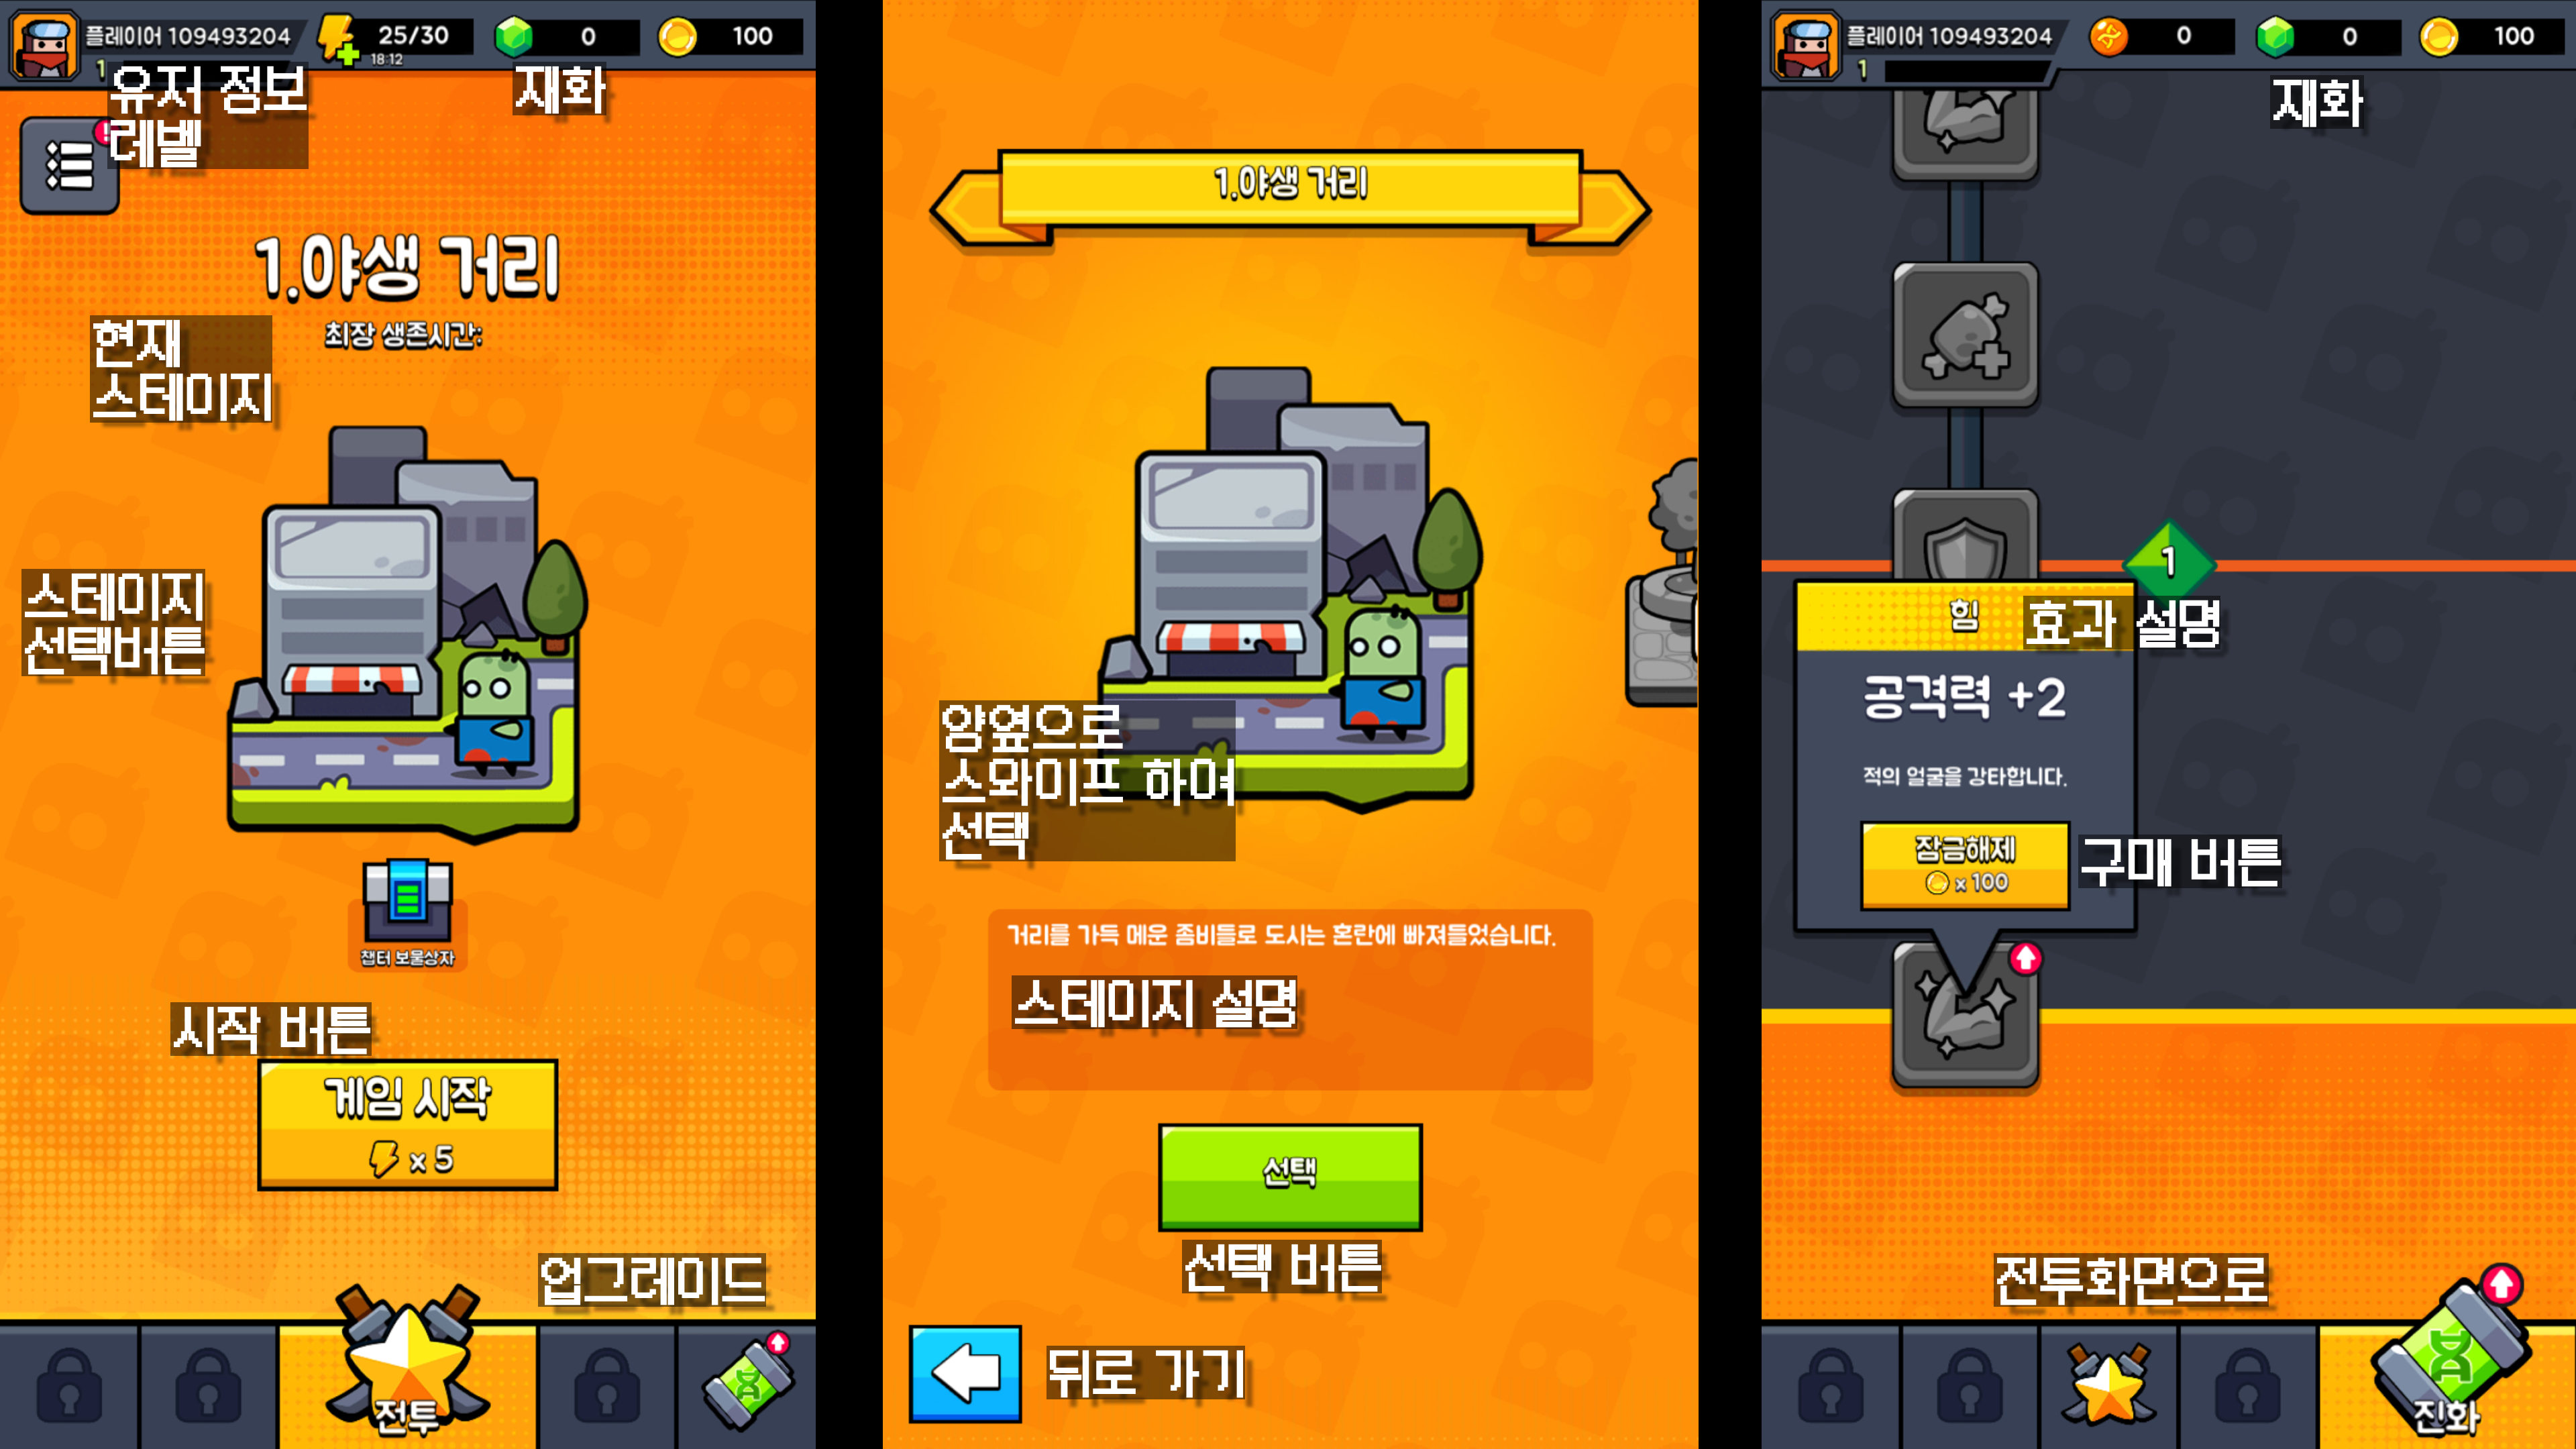 플레이어 109493204
1
25/30
18:12
0
100
유저 정보
레벨
재화
1.야생 거리
최장 생존시간:
현재
스테이지
스테이지
선택버튼
챕터 보물상자
시작 버튼
게임 시작
x 5
업그레이드
전투
1.야생 거리
양옆으로
스와이프 하여
선택
거리를 가득 메운 좀비들로 도시는 혼란에 빠져들었습니다.
스테이지 설명
선택
선택 버튼
뒤로 가기
플레이어 109493204
1
0
0
100
재화
1
힘
효과 설명
공격력 +2
적의 얼굴을 강타합니다.
잠금해제
x 100
구매 버튼
전투화면으로
진화